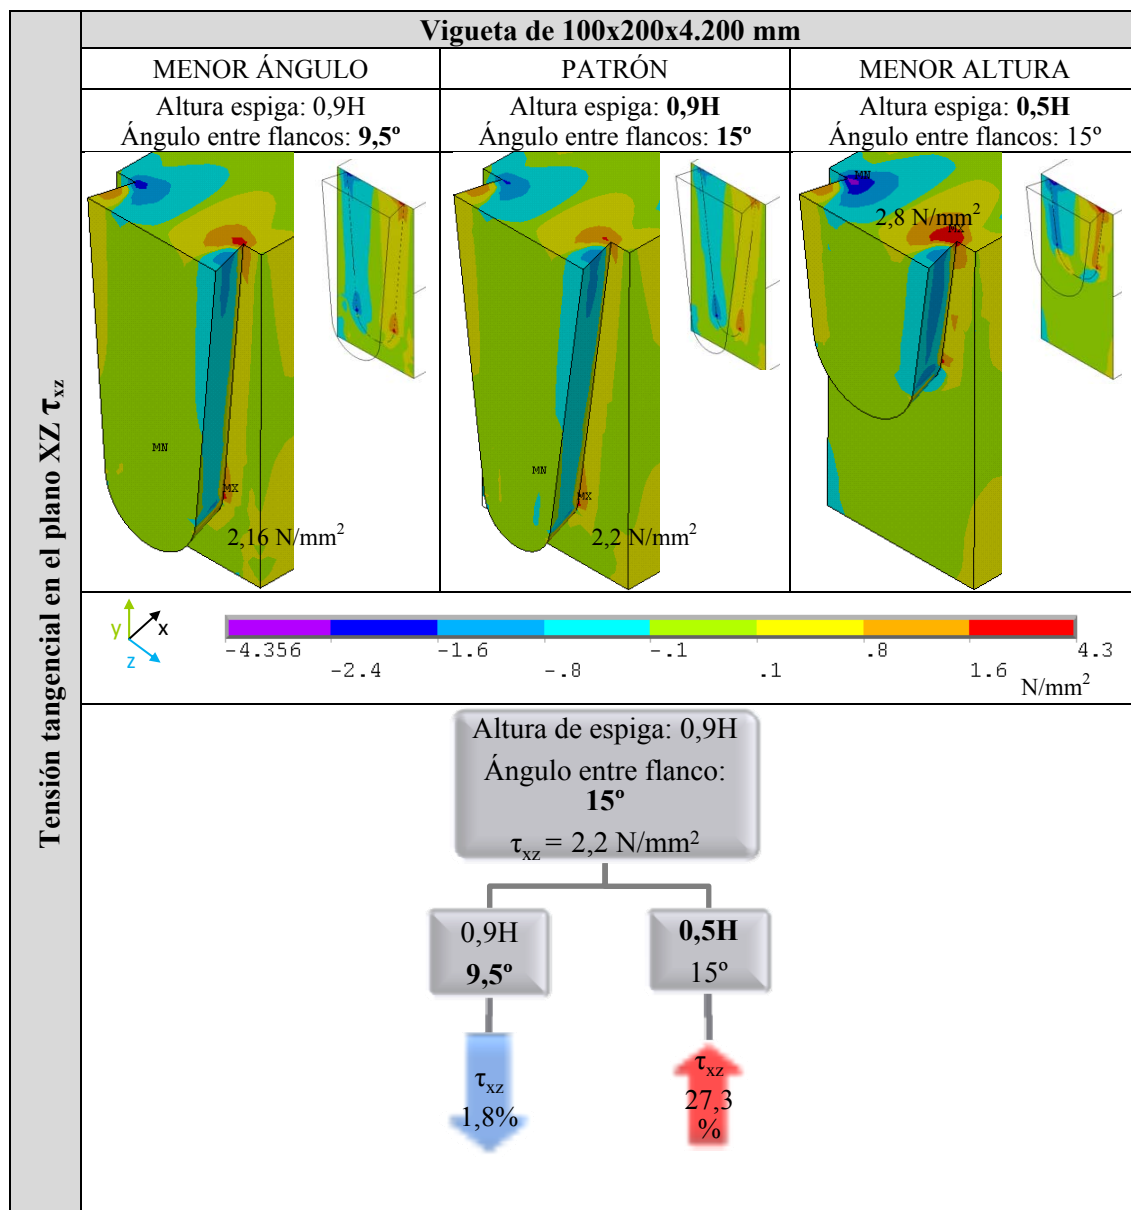 Tensión tangencial en el plano XZ τxz
Vigueta de 100x200x4.200 mm
MENOR ÁNGULO
PATRÓN
MENOR ALTURA
Altura espiga: 0,9H
Ángulo entre flancos: 9,5º
Altura espiga: 0,9H
Ángulo entre flancos: 15º
Altura espiga: 0,5H
Ángulo entre flancos: 15º
MN
MX
2,16 N/mm²
MN
MX
2,2 N/mm²
MN
2,8 N/mm²
MX
y
x
z
-4.356
-2.4
-1.6
-.8
-.1
.1
.8
1.6
4.3
N/mm²
Altura de espiga: 0,9H
Ángulo entre flanco:
15º
τxz = 2,2 N/mm²
0,9H
9,5º
0,5H
15º
τxz
1,8%
τxz
27,3
%